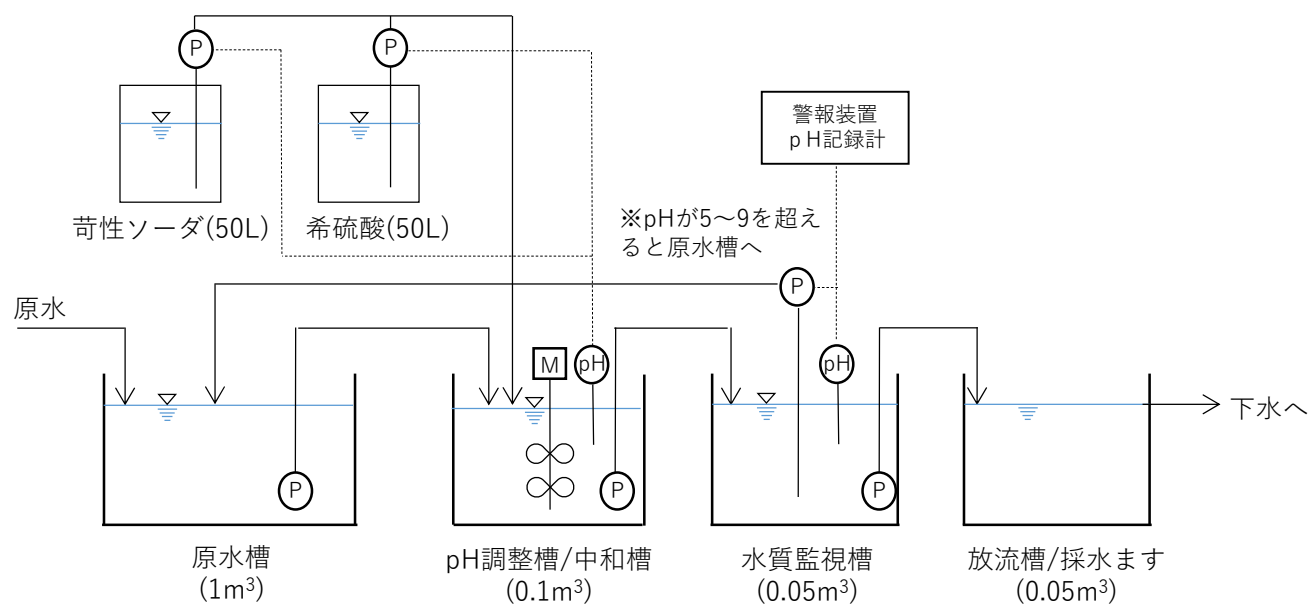 P
P
警報装置
pH記録計
苛性ソーダ(50L)
希硫酸(50L)
※pHが5〜9を超え
ると原水槽へ
P
原水
M
pH
pH
下水へ
P
P
P
原水槽
(1m³)
pH調整槽/中和槽
(0.1m³)
水質監視槽
(0.05m³)
放流槽/採水ます
(0.05m³)